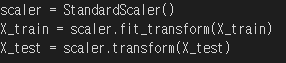 scaler = StandardScaler()
X_train = scaler.fit_transform(X_train)
X_test = scaler.transform(X_test)